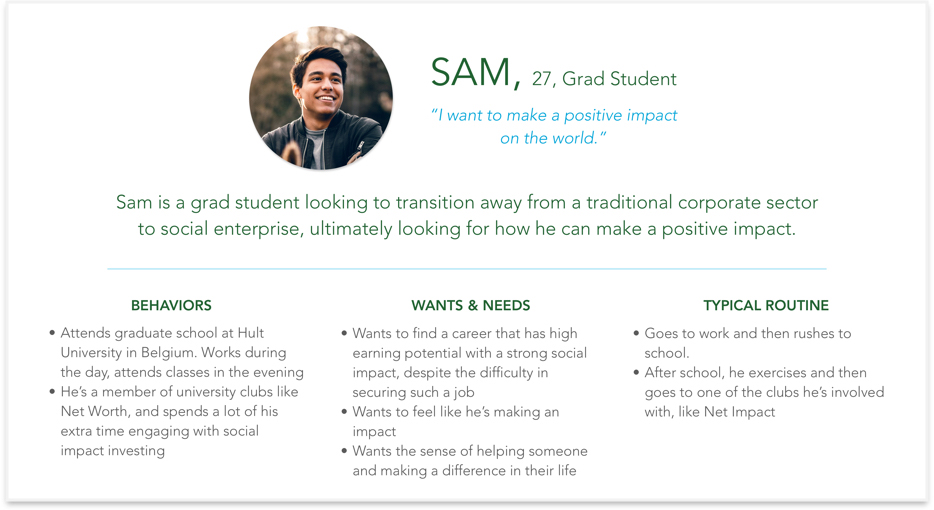 SAM, 27, Grad Student
“I want to make a positive impact
on the world.”
Sam is a grad student looking to transition away from a traditional corporate sector
to social enterprise, ultimately looking for how he can make a positive impact.
BEHAVIORS
• Attends graduate school at Hult
University in Belgium. Works during
the day, attends classes in the evening
• He’s a member of university clubs like
Net Worth, and spends a lot of his
extra time engaging with social
impact investing
WANTS & NEEDS
• Wants to find a career that has high
earning potential with a strong social
impact, despite the difficulty in
securing such a job
• Wants to feel like he’s making an
impact
• Wants the sense of helping someone
and making a difference in their life
TYPICAL ROUTINE
• Goes to work and then rushes to
school.
• After school, he exercises and then
goes to one of the clubs he’s involved
with, like Net Impact